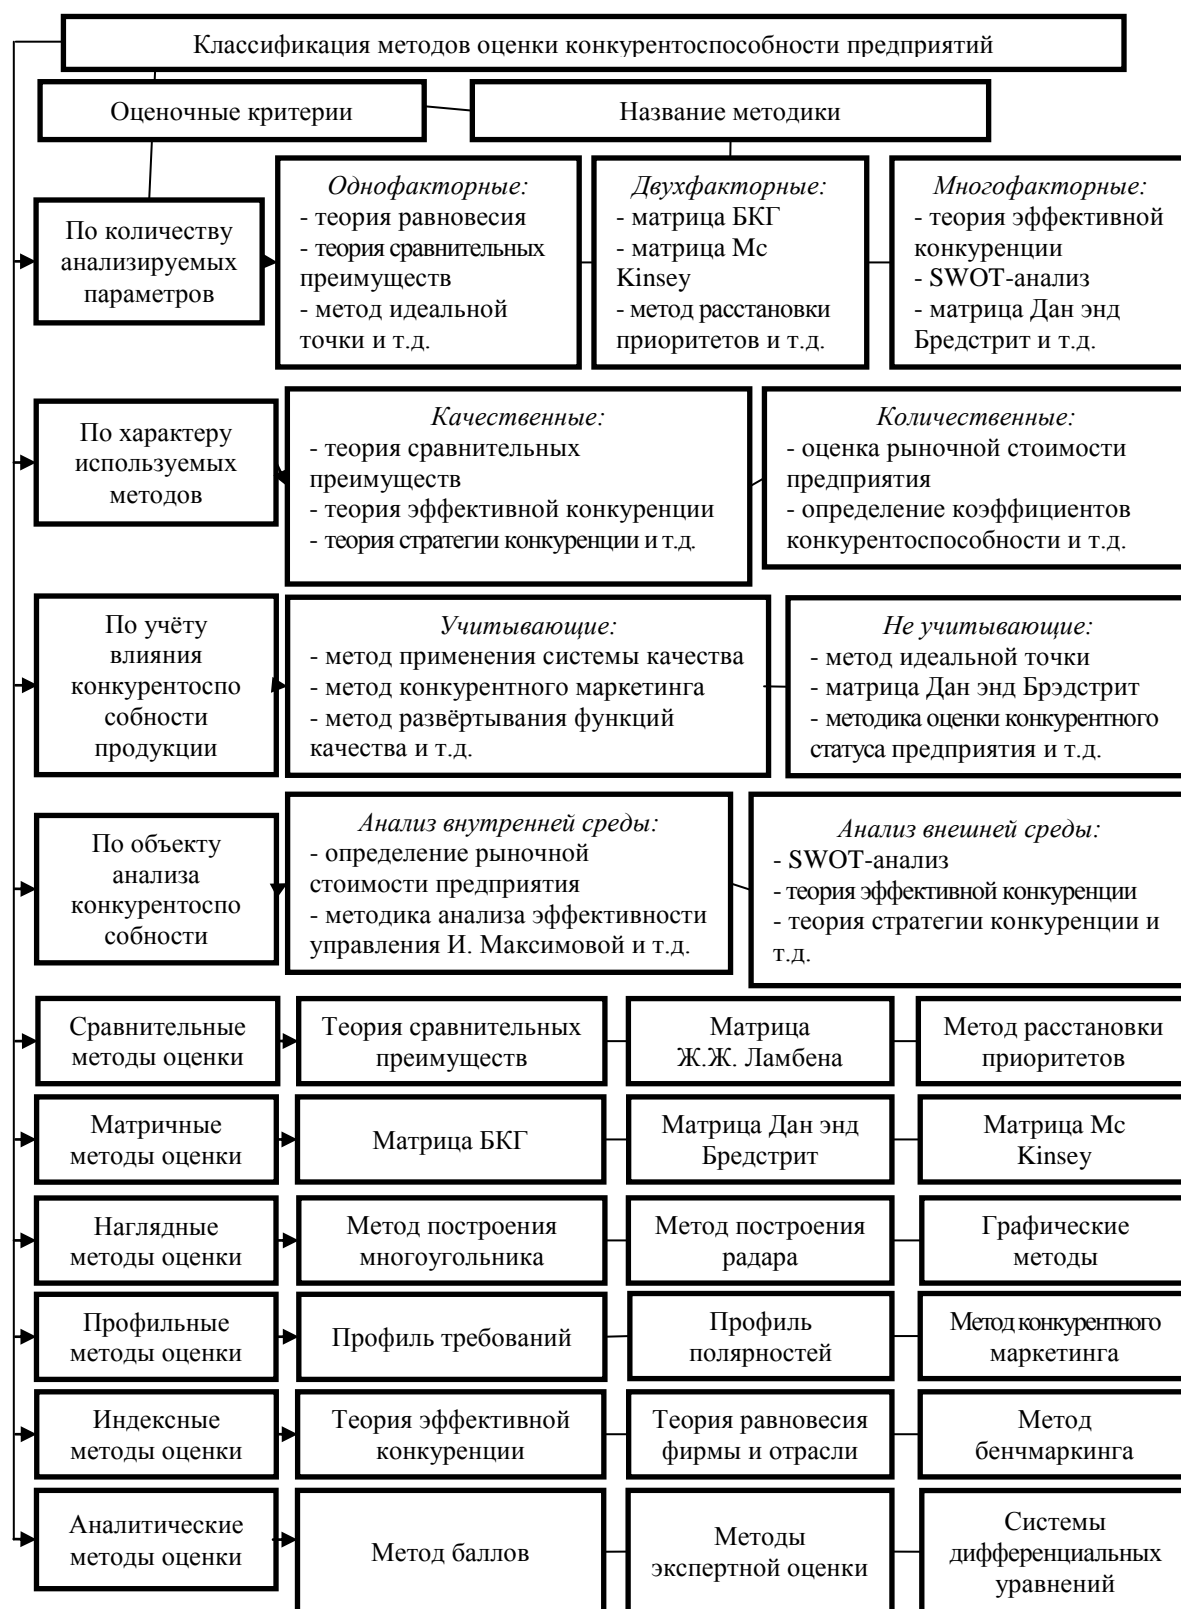 Классификация методов оценки конкурентоспособности предприятий
Оценочные критерии
Название методики
По количеству
анализируемых
параметров
Однофакторные:
- теория равновесия
- теория сравнительных
преимуществ
- метод идеальной
точки и т.д.
Двухфакторные:
- матрица БКГ
- матрица Mc
Kinsey
- метод расстановки
приоритетов и т.д.
Многофакторные:
- теория эффективной
конкуренции
- SWOT-анализ
- матрица Дан энд
Бредстрит и т.д.
По характеру
используемых
методов
Качественные:
- теория сравнительных
преимуществ
- теория эффективной конкуренции
- теория стратегии конкуренции и т.д.
Количественные:
- оценка рыночной стоимости
предприятия
- определение коэффициентов
конкурентоспособности и т.д.
По учёту
влияния
конкурентоспо
собности
продукции
Учитывающие:
- метод применения системы качества
- метод конкурентного маркетинга
- метод развёртывания функций
качества и т.д.
Не учитывающие:
- метод идеальной точки
- матрица Дан энд Брэдстрит
- методика оценки конкурентного
статуса предприятия и т.д.
По объекту
анализа
конкурентоспо
собности
Анализ внутренней среды:
- определение рыночной
стоимости предприятия
- методика анализа эффективности
управления И. Максимовой и т.д.
Анализ внешней среды:
- SWOT-анализ
- теория эффективной конкуренции
- теория стратегии конкуренции и
т.д.
Сравнительные
методы оценки
Теория сравнительных
преимуществ
Матрица
Ж.Ж. Ламбена
Метод расстановки
приоритетов
Матричные
методы оценки
Матрица БКГ
Матрица Дан энд
Бредстрит
Матрица Mc
Kinsey
Наглядные
методы оценки
Метод построения
многоугольника
Метод построения
радара
Графические
методы
Профильные
методы оценки
Профиль требований
Профиль
полярностей
Метод конкурентного
маркетинга
Индексные
методы оценки
Теория эффективной
конкуренции
Теория равновесия
фирмы и отрасли
Метод
бенчмаркинга
Аналитические
методы оценки
Метод баллов
Методы
экспертной оценки
Системы
дифференциальных
уравнений